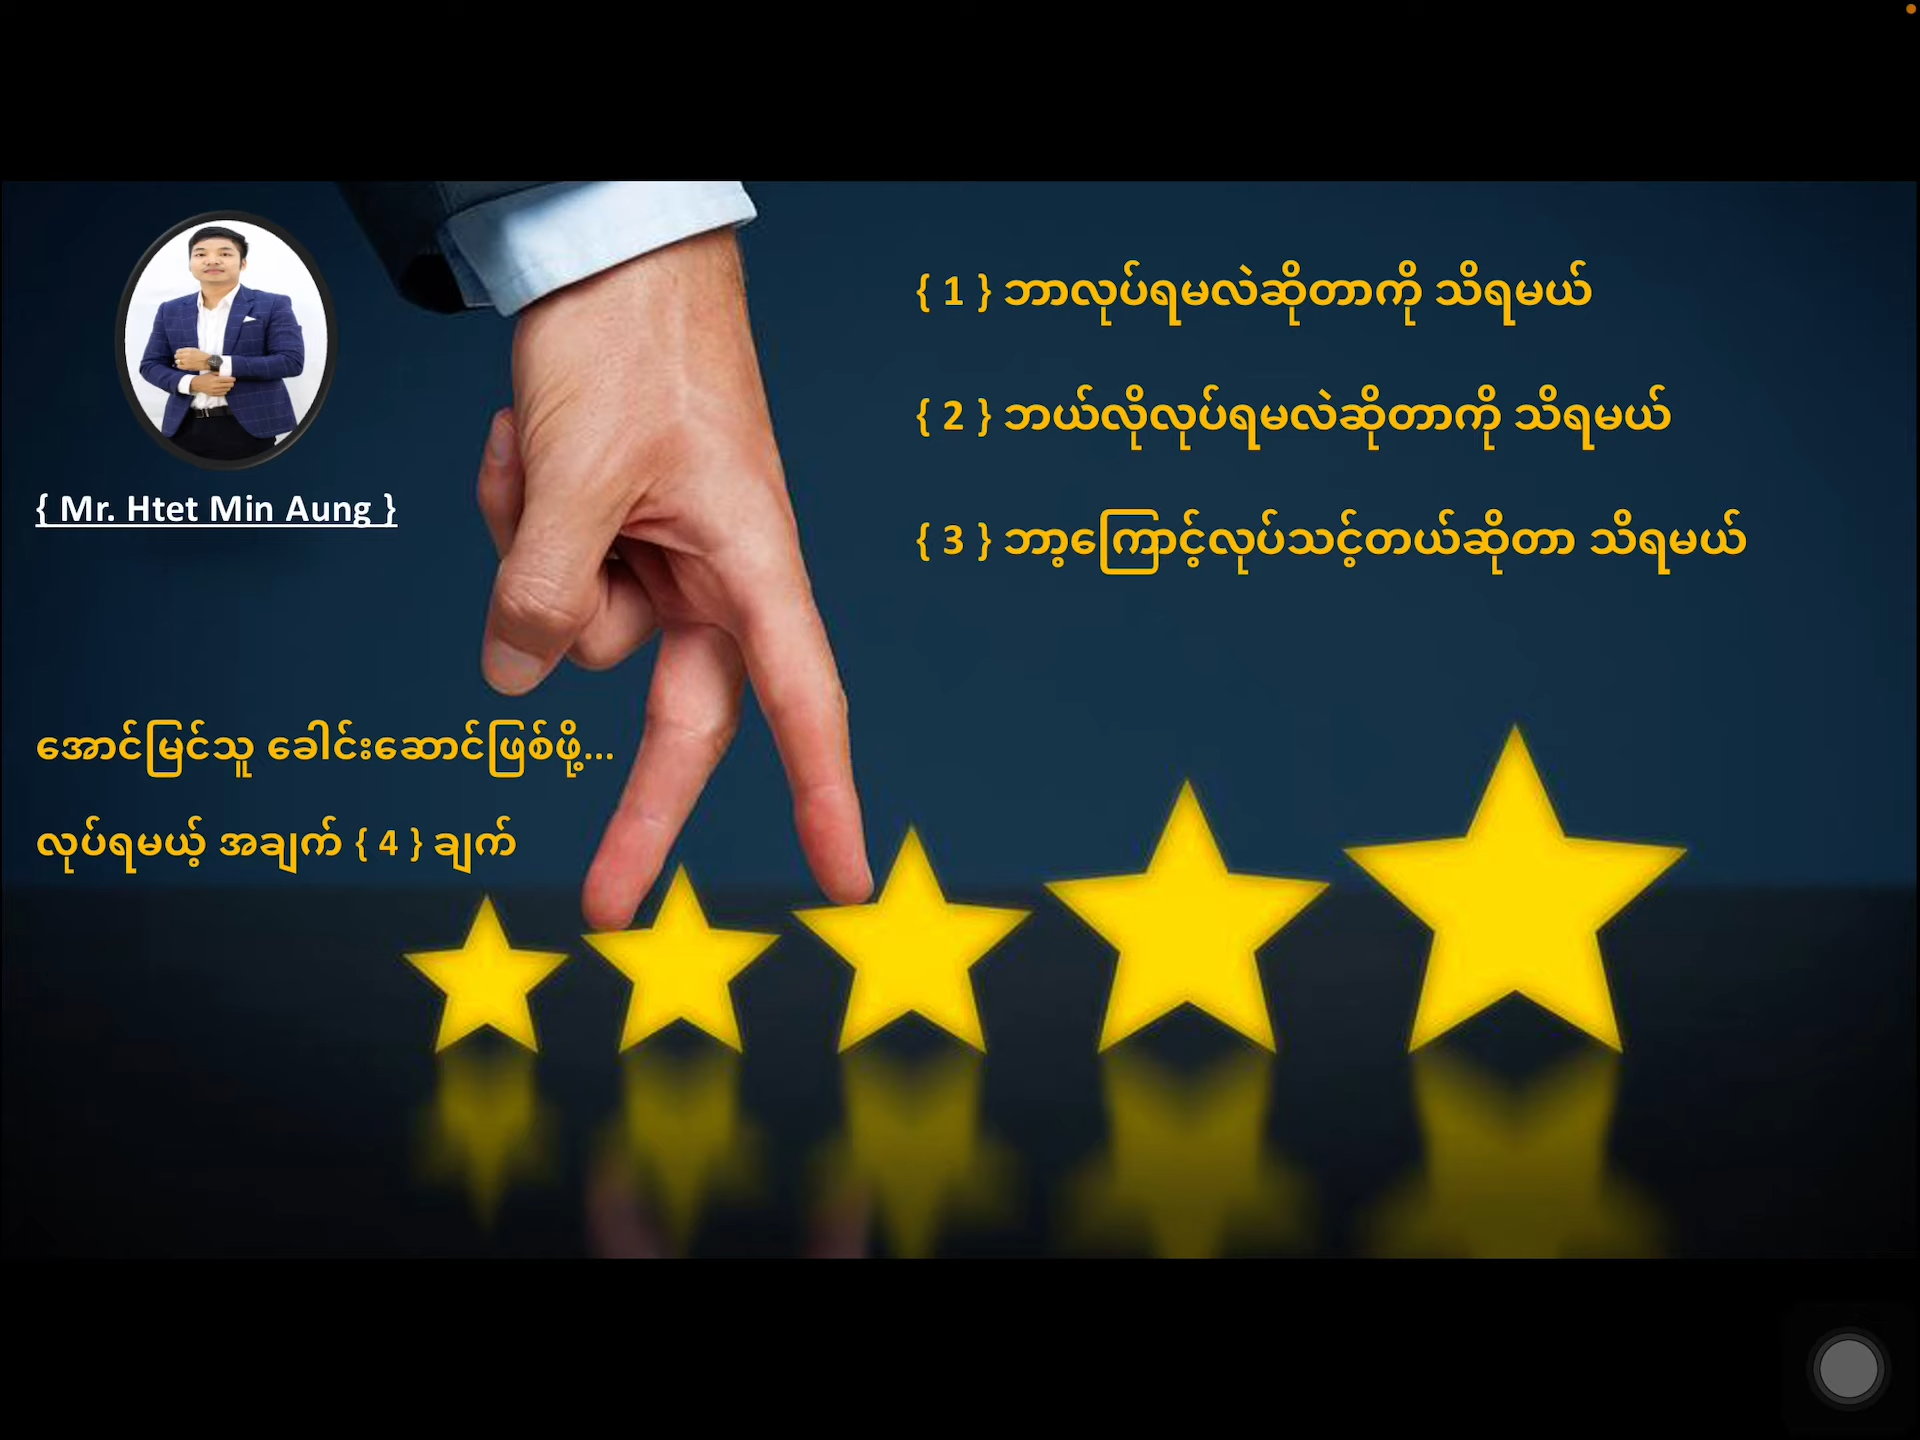 { Mr. Htet Min Aung }
အောင်မြင်သူ ခေါင်းဆောင်ဖြစ်ဖို့...
လုပ်ရမယ့် အချက် { 4 } ချက်
{ 1 } ဘာလုပ်ရမလဲဆိုတာကို သိရမယ်
{ 2 } ဘယ်လိုလုပ်ရမလဲဆိုတာကို သိရမယ်
{ 3 } ဘာ့ကြောင့်လုပ်သင့်တယ်ဆိုတာ သိရမယ်